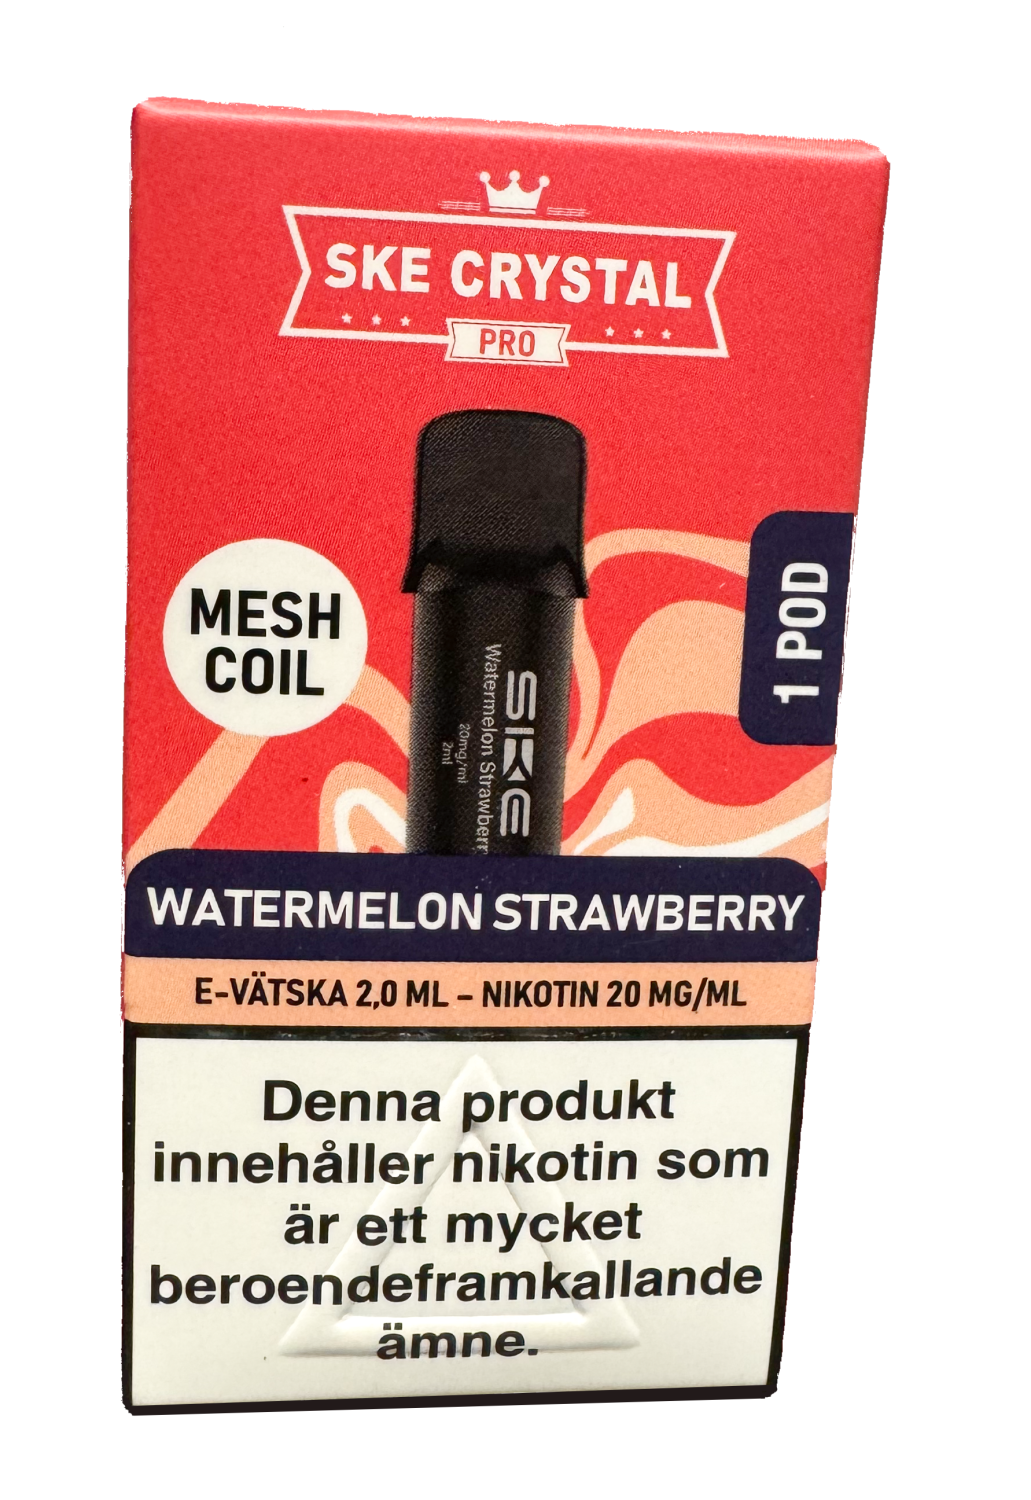 SKE CRYSTAL
PRO
MESH
COIL
1 POD
SKE
Watermelon Strawberr
20mg/ml
2ml
WATERMELON STRAWBERRY
E-VÄTSKA 2,0 ML – NIKOTIN 20 MG/ML
Denna produkt
innehåller nikotin som
är ett mycket
beroendeframkallande
ämne.